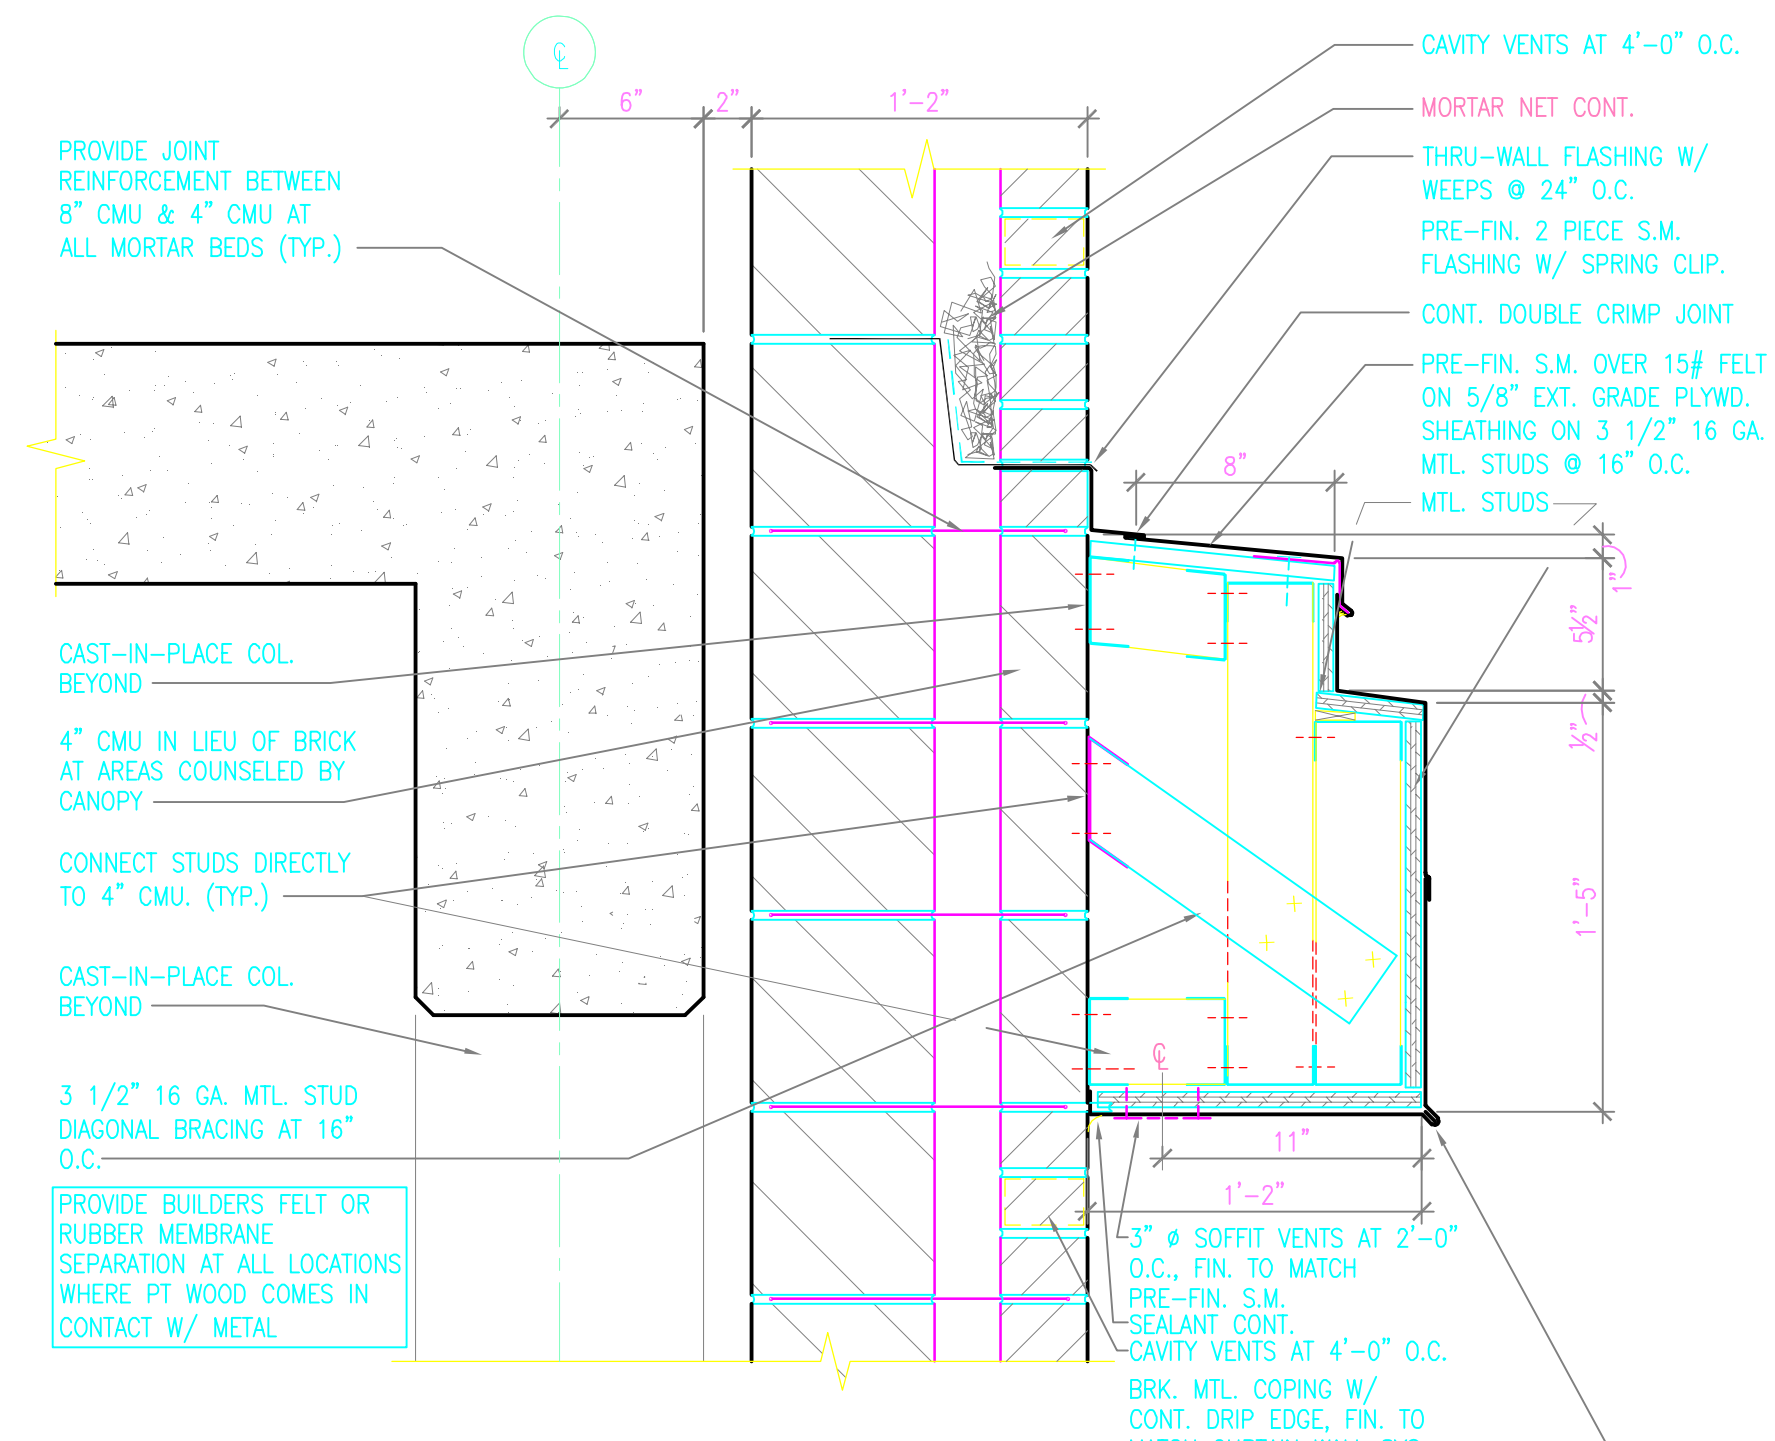 ℄
6" 2" 1'-2"
PROVIDE JOINT
REINFORCEMENT BETWEEN
8" CMU & 4" CMU AT
ALL MORTAR BEDS (TYP.)
CAST-IN-PLACE COL.
BEYOND
4" CMU IN LIEU OF BRICK
AT AREAS COUNSELED BY
CANOPY
CONNECT STUDS DIRECTLY
TO 4" CMU. (TYP.)
CAST-IN-PLACE COL.
BEYOND
3 1/2" 16 GA. MTL. STUD
DIAGONAL BRACING AT 16"
O.C.
PROVIDE BUILDERS FELT OR
RUBBER MEMBRANE
SEPARATION AT ALL LOCATIONS
WHERE PT WOOD COMES IN
CONTACT W/ METAL
CAVITY VENTS AT 4'-0" O.C.
MORTAR NET CONT.
THRU-WALL FLASHING W/
WEEPS @ 24" O.C.
PRE-FIN. 2 PIECE S.M.
FLASHING W/ SPRING CLIP.
CONT. DOUBLE CRIMP JOINT
PRE-FIN. S.M. OVER 15# FELT
ON 5/8" EXT. GRADE PLYWD.
SHEATHING ON 3 1/2" 16 GA.
MTL. STUDS @ 16" O.C.
MTL. STUDS
8"
1"
5½"
½"
1'-5"
℄
11"
1'-2"
3" ø SOFFIT VENTS AT 2'-0"
O.C., FIN. TO MATCH
PRE-FIN. S.M.
SEALANT CONT.
CAVITY VENTS AT 4'-0" O.C.
BRK. MTL. COPING W/
CONT. DRIP EDGE, FIN. TO